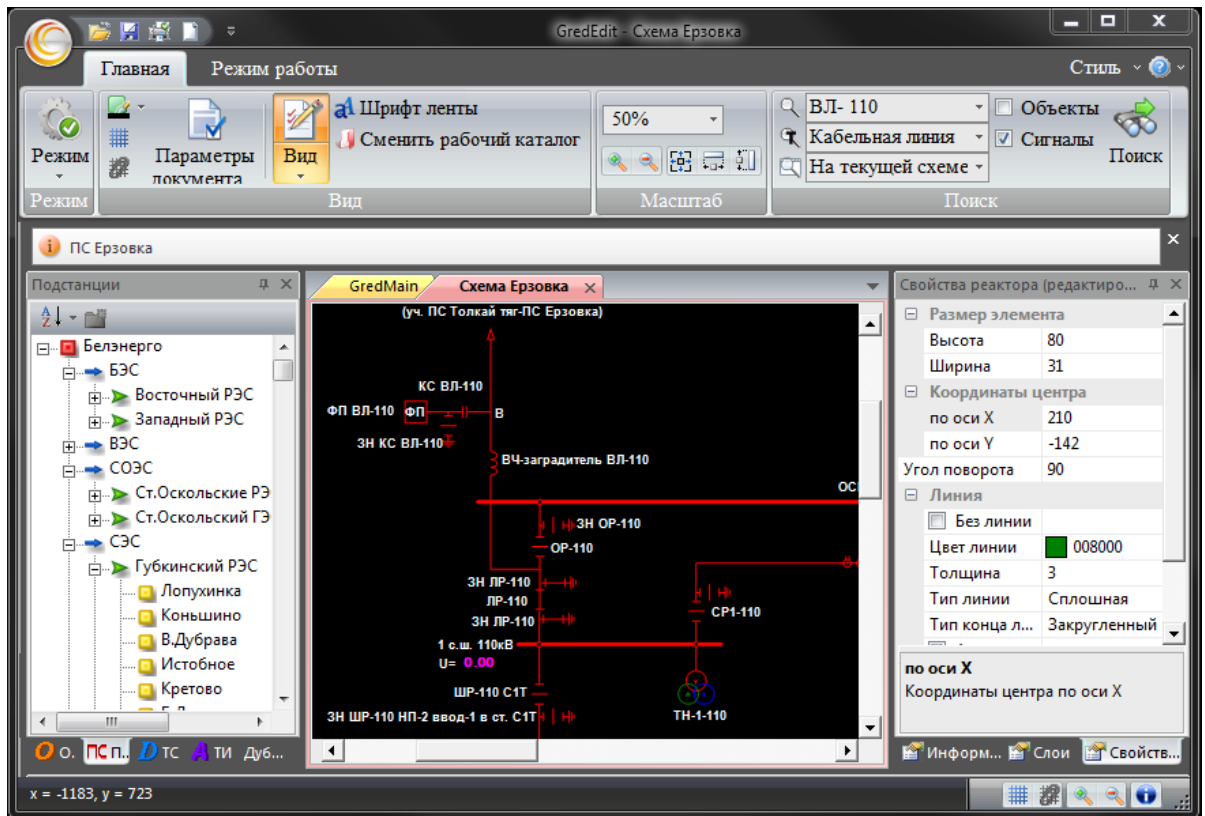 GredEdit - Схема Ерзовка
Главная
Режим работы
Стиль
Режим
Параметры документа
Вид
Шрифт ленты
Сменить рабочий каталог
50%
ВЛ- 110
Кабельная линия
На текущей схеме
Объекты
Сигналы
Поиск
Режим
Вид
Масштаб
Поиск
ПС Ерзовка
Подстанции
Белэнерго
БЭС
Восточный РЭС
Западный РЭС
ВЭС
СОЭС
Ст.Оскольские РЭ
Ст.Оскольский ГЭ
СЭС
Губкинский РЭС
Лопухинка
Коньшино
В.Дубрава
Истобное
Кретово
О.
ПС П..
D ТС
А ТИ
Дуб...
GredMain
Схема Ерзовка
(уч. ПС Толкай тяг-ПС Ерзовка)
КС ВЛ-110
ФП ВЛ-110
ФП
В
ЗН КС ВЛ-110
ВЧ-заградитель ВЛ-110
ОС
ЗН ОР-110
ОР-110
ЗН ЛР-110
ЛР-110
ЗН ЛР-110
СР1-110
1 с.ш. 110кВ
U= 0.00
ШР-110 С1Т
ЗН ШР-110 НП-2 ввод-1 в ст. С1Т
ТН-1-110
Свойства реактора (редактиро...
Размер элеме
Высота 80
Ширина 31
Координаты центра
по оси X 210
по оси Y -142
Угол поворота 90
Линия
Без линии
Цвет линии 008000
Толщина 3
Тип линии Сплошная
Тип конца л... Закругленный
по оси X
Координаты центра по оси X
Информ...
Слои
Свойств...
x = -1183, y = 723